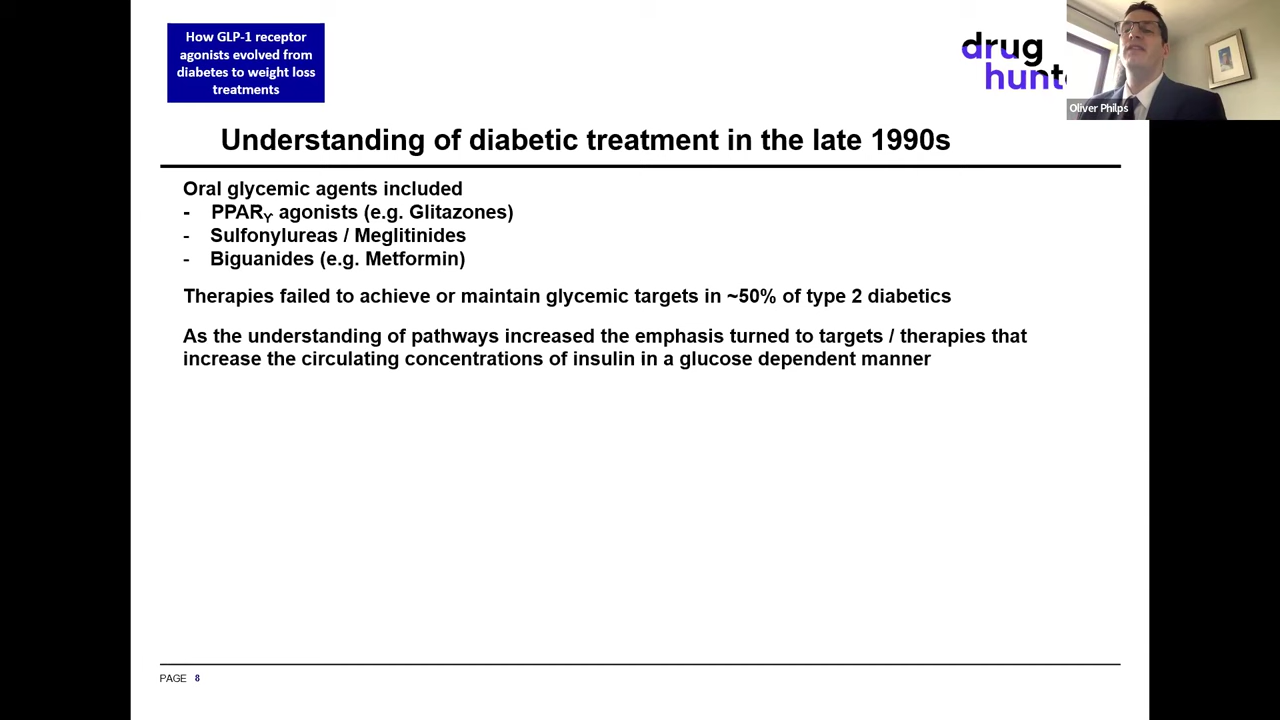 How GLP-1 receptor
agonists evolved from
diabetes to weight loss
treatments
drug
hunt
Oliver Philps
Understanding of diabetic treatment in the late 1990s
Oral glycemic agents included
- PPARγ agonists (e.g. Glitazones)
- Sulfonylureas / Meglitinides
- Biguanides (e.g. Metformin)
Therapies failed to achieve or maintain glycemic targets in ~50% of type 2 diabetics
As the understanding of pathways increased the emphasis turned to targets / therapies that
increase the circulating concentrations of insulin in a glucose dependent manner
PAGE 8